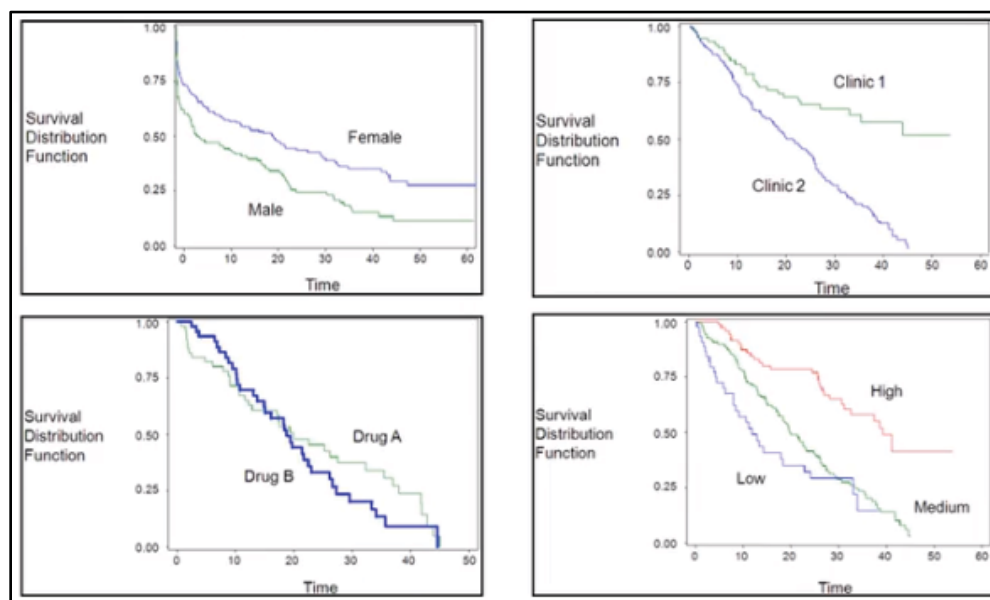 1.00
0.75
0.50
0.25
0.00
Survival
Distribution
Function
Female
Male
0 10 20 30 40 50 60
Time
1.00
0.75
0.50
0.25
0.00
Survival
Distribution
Function
Clinic 1
Clinic 2
0 10 20 30 40 50 60
Time
1.00
0.75
0.50
0.25
0.00
Survival
Distribution
Function
Drug A
Drug B
0 10 20 30 40 50
Time
1.00
0.75
0.50
0.25
0.00
Survival
Distribution
Function
High
Low
Medium
0 10 20 30 40 50 60
Time